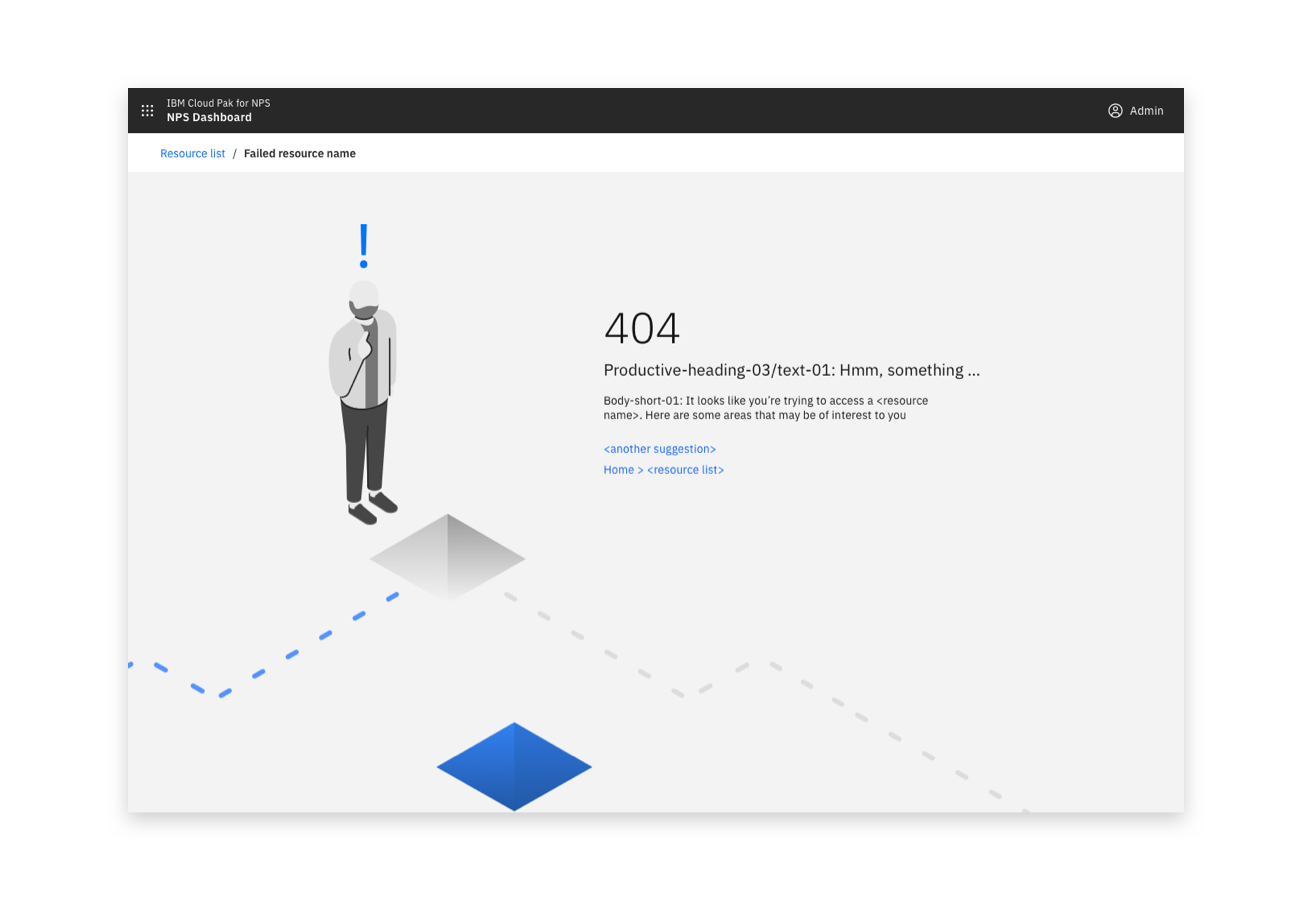 IBM Cloud Pak for NPS
NPS Dashboard
Admin
Resource list / Failed resource name
!
404
Productive-heading-03/text-01: Hmm, something ...
Body-short-01: It looks like you’re trying to access a <resource
name>. Here are some areas that may be of interest to you
<another suggestion>
Home > <resource list>